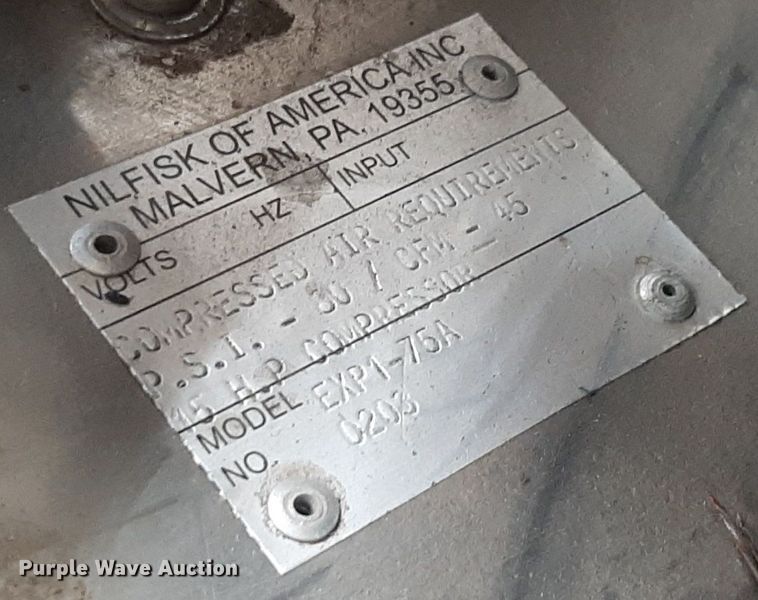 NILFISK OF AMERICA INC
MALVERN, PA. 19355
VOLTS HZ INPUT
COMPRESSED AIR REQUIREMENTS
P.S.I. - 80 / CFM - 45
15 H.P COMPRESSOR
MODEL EXP1-75A
NO. 0203
Purple Wave Auction